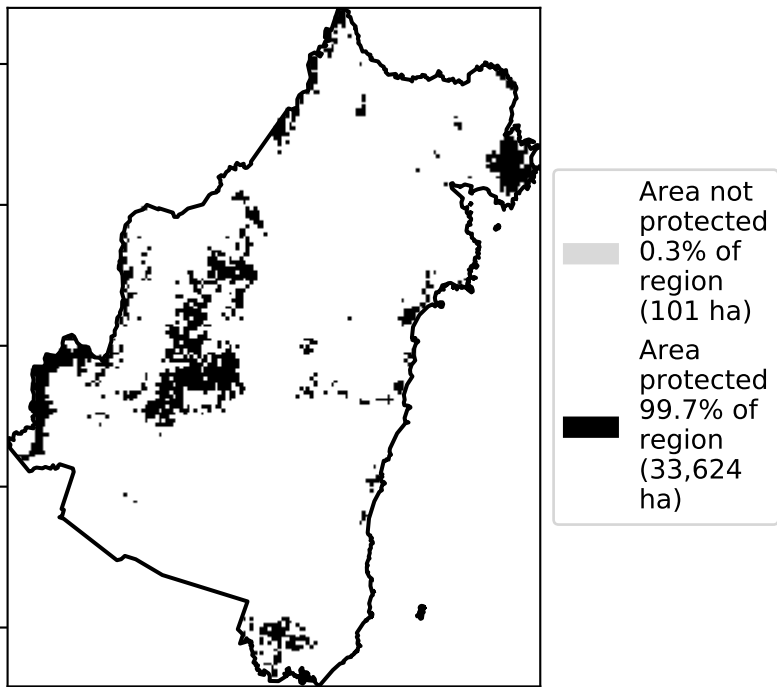 Area not
protected
0.3% of
region
(101 ha)
Area
protected
99.7% of
region
(33,624
ha)